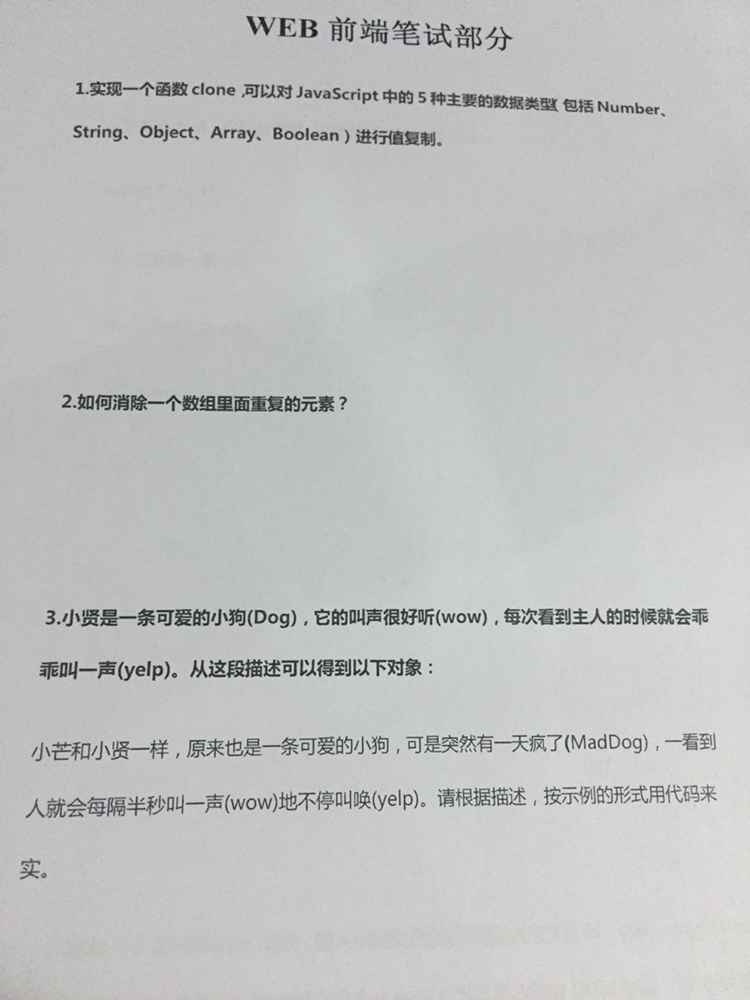 WEB 前端笔试部分
1.实现一个函数 clone ,可以对 JavaScript 中的 5 种主要的数据类型( 包括 Number、
String、Object、Array、Boolean ) 进行值复制。
2.如何消除一个数组里面重复的元素？
3.小贤是一条可爱的小狗(Dog)，它的叫声很好听(wow)，每次看到主人的时候就会乖
乖叫一声(yelp)。从这段描述可以得到以下对象：
小芒和小贤一样，原来也是一条可爱的小狗，可是突然有一天疯了(MadDog)，一看到
人就会每隔半秒叫一声(wow)地不停叫唤(yelp)。请根据描述，按示例的形式用代码来
实。